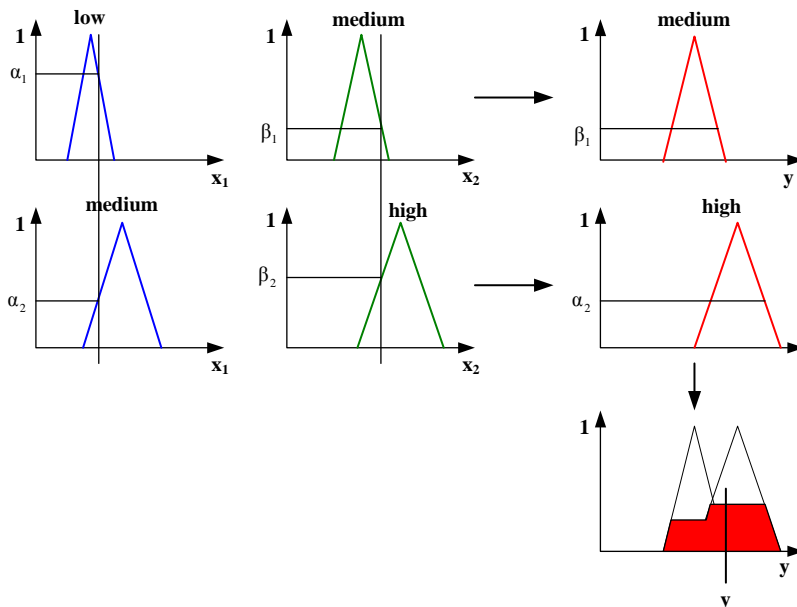 low
1
α₁
x₁
medium
1
β₁
x₂
medium
1
β₁
y
medium
1
α₂
x₁
high
1
β₂
x₂
high
1
α₂
1
y
v